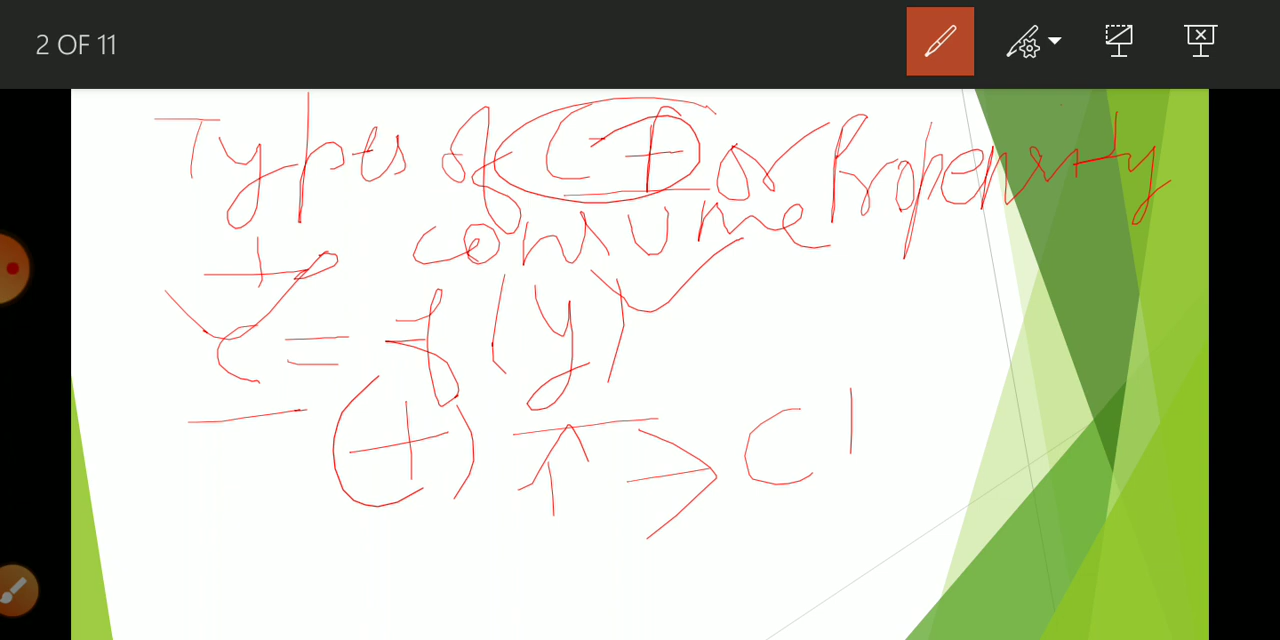 2 OF 11
Types of C-F or Propensity
consume
C = f (y)
(+) ↑ → C